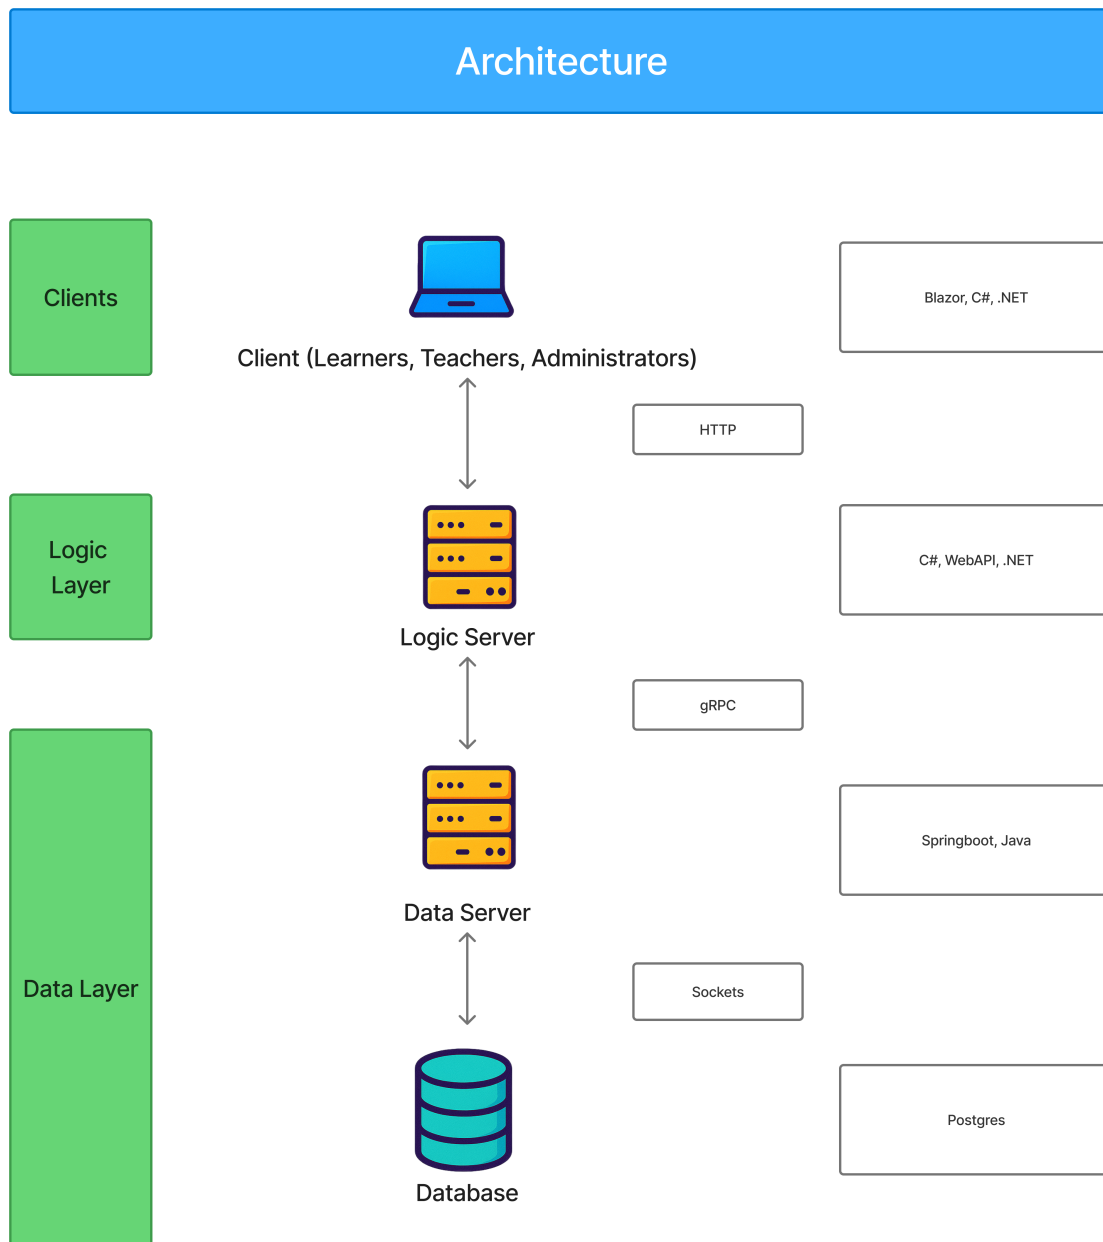 Architecture
Clients
Client (Learners, Teachers, Administrators)
Blazor, C#, .NET
HTTP
Logic
Layer
Logic Server
C#, WebAPI, .NET
gRPC
Data Layer
Data Server
Springboot, Java
Sockets
Database
Postgres